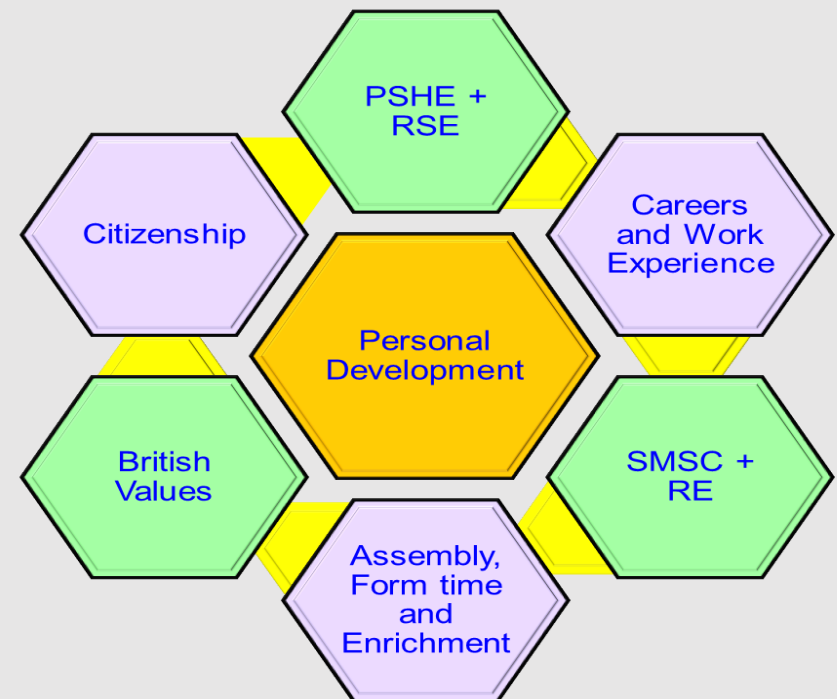 PSHE +
RSE
Citizenship
Careers
and Work
Experience
Personal
Development
British
Values
SMSC +
RE
Assembly,
Form time
and
Enrichment